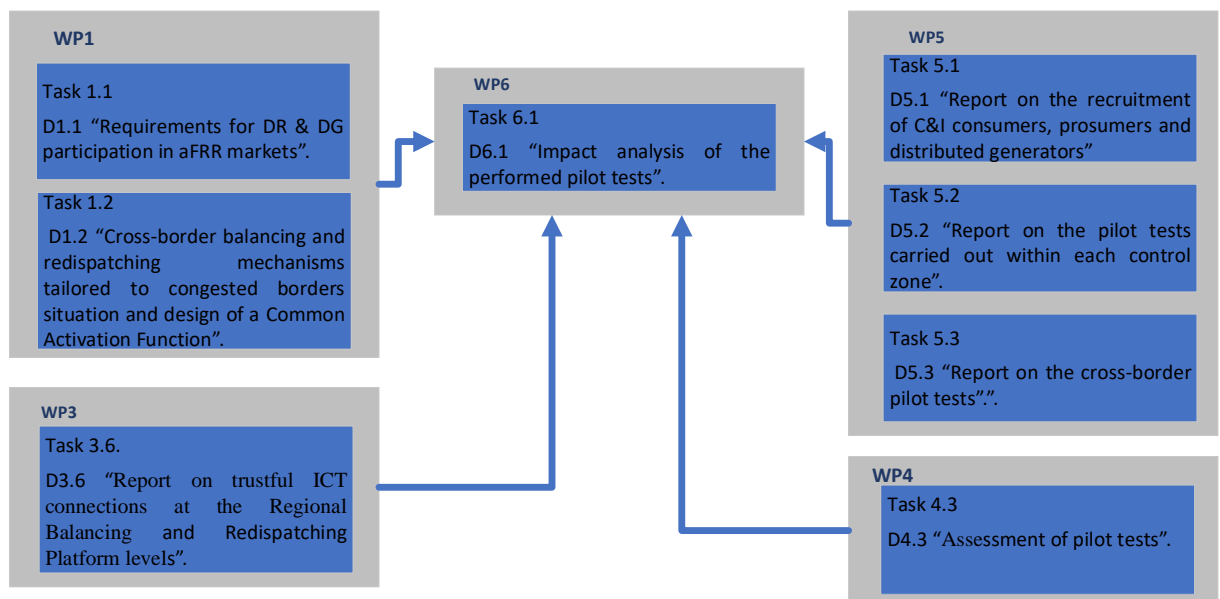 WP1
Task 1.1
D1.1 “Requirements for DR & DG
participation in aFRR markets”.
Task 1.2
D1.2 “Cross-border balancing and
redispatching mechanisms
tailored to congested borders
situation and design of a Common
Activation Function”.
WP3
Task 3.6.
D3.6 “Report on trustful ICT
connections at the Regional
Balancing and Redispatching
Platform levels”.
WP6
Task 6.1
D6.1 “Impact analysis of the
performed pilot tests”.
WP5
Task 5.1
D5.1 “Report on the recruitment
of C&I consumers, prosumers and
distributed generators”
Task 5.2
D5.2 “Report on the pilot tests
carried out within each control
zone”.
Task 5.3
D5.3 “Report on the cross-border
pilot tests”.”.
WP4
Task 4.3
D4.3 “Assessment of pilot tests”.